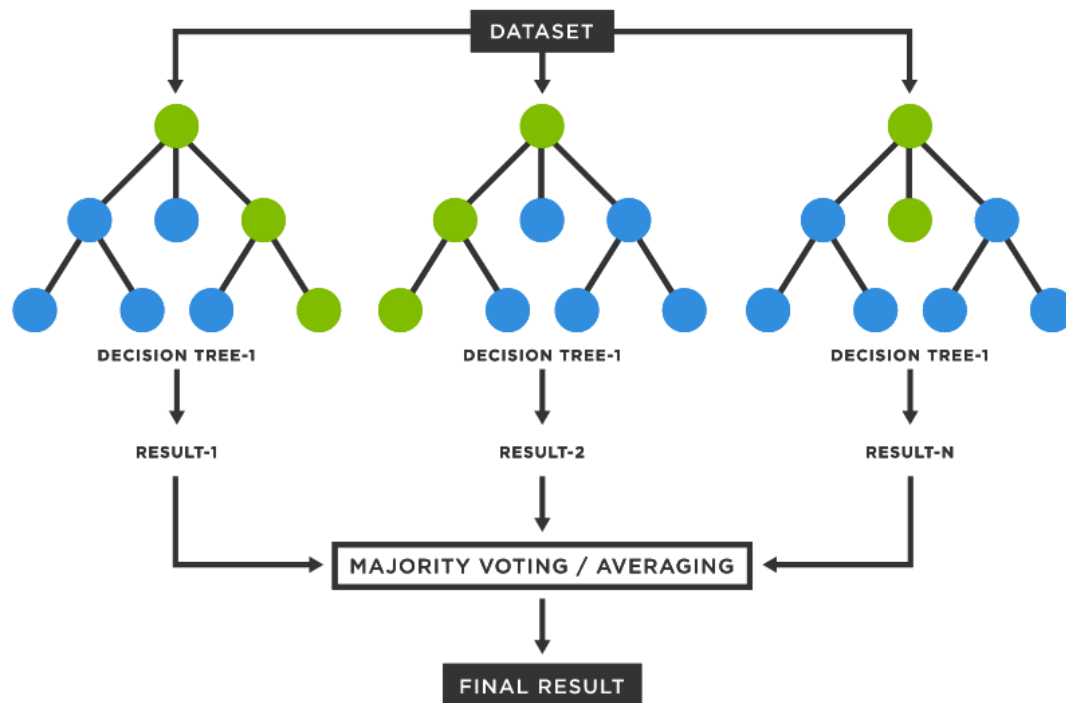 DATASET
DECISION TREE-1
DECISION TREE-1
DECISION TREE-1
RESULT-1
RESULT-2
RESULT-N
MAJORITY VOTING / AVERAGING
FINAL RESULT